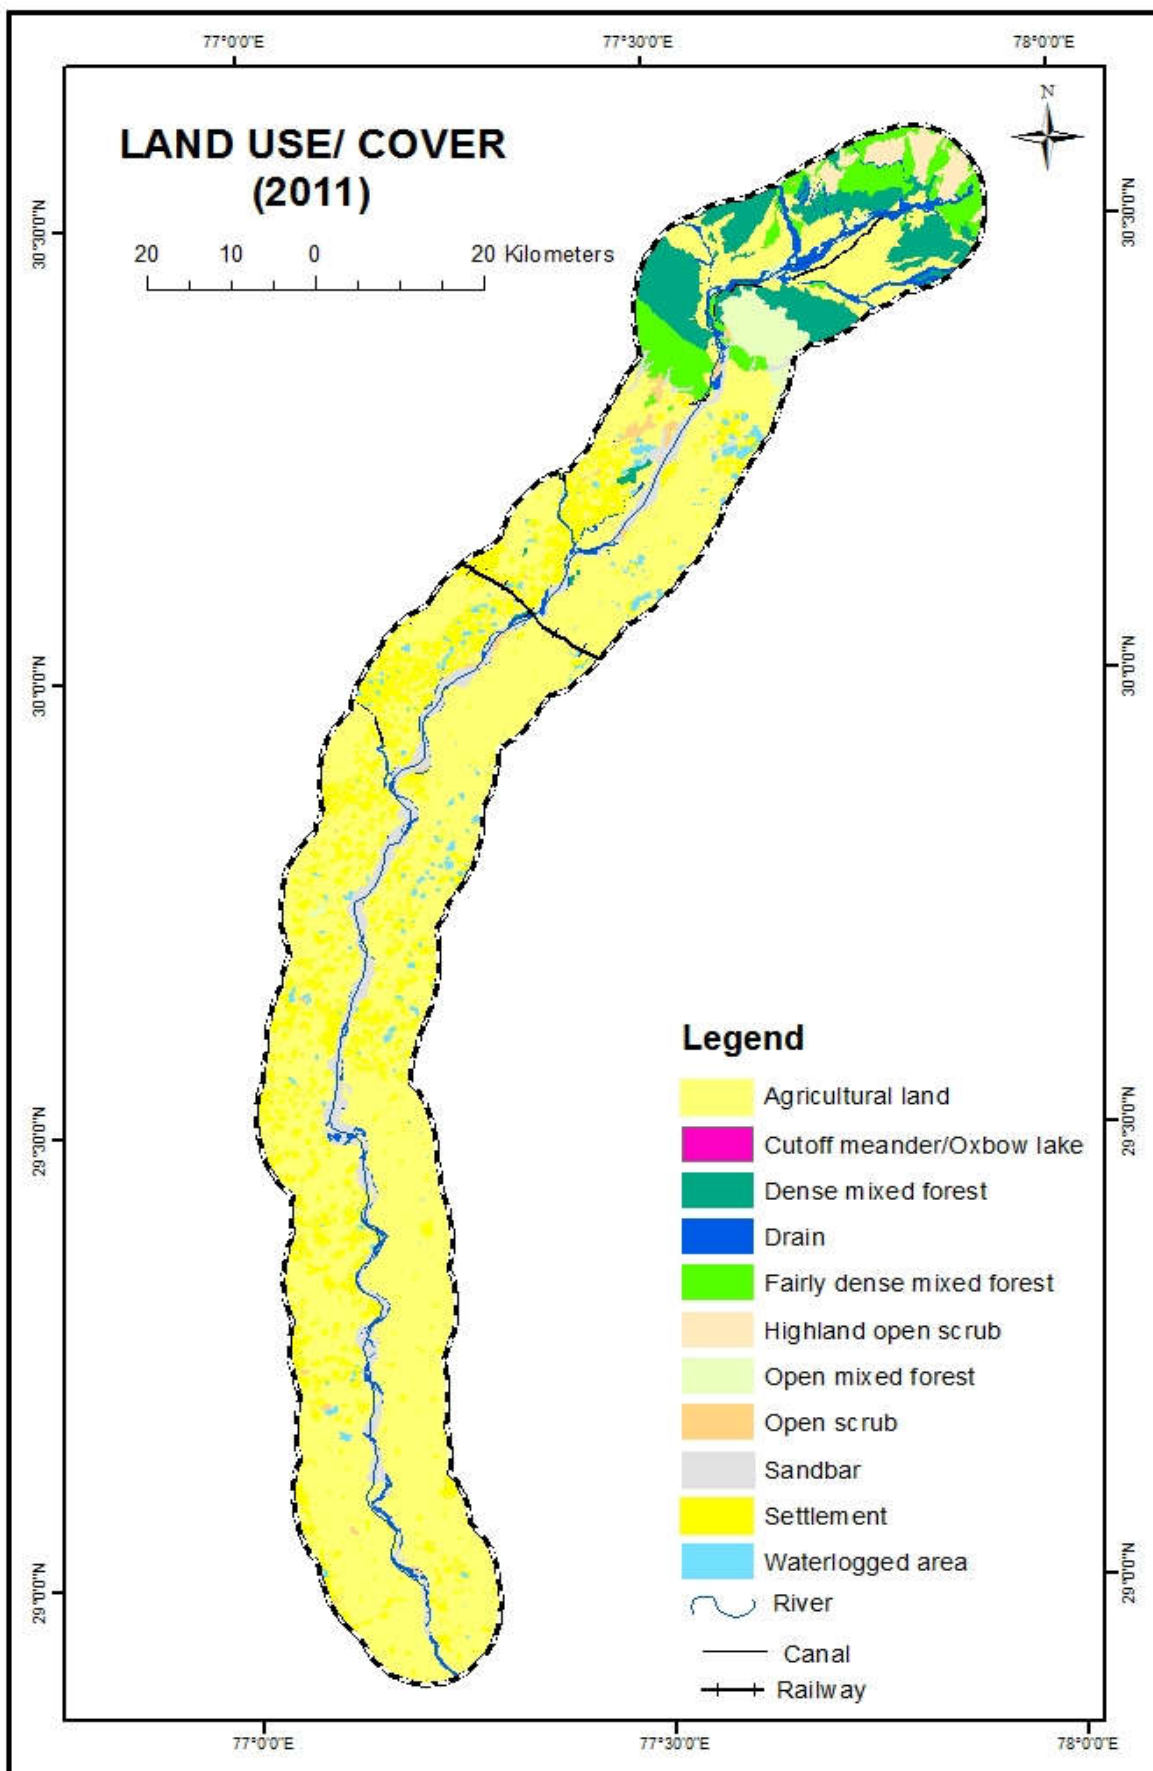 77°0'0"E 77°30'0"E 78°0'0"E
N
LAND USE/ COVER
(2011)
20 10 0 20 Kilometers
30°30'0"N 30°30'0"N
30°0'0"N 30°0'0"N
29°30'0"N 29°30'0"N
29°0'0"N 29°0'0"N
Legend
Agricultural land
Cutoff meander/Oxbow lake
Dense mixed forest
Drain
Fairly dense mixed forest
Highland open scrub
Open mixed forest
Open scrub
Sandbar
Settlement
Waterlogged area
River
Canal
Railway
77°0'0"E 77°30'0"E 78°0'0"E